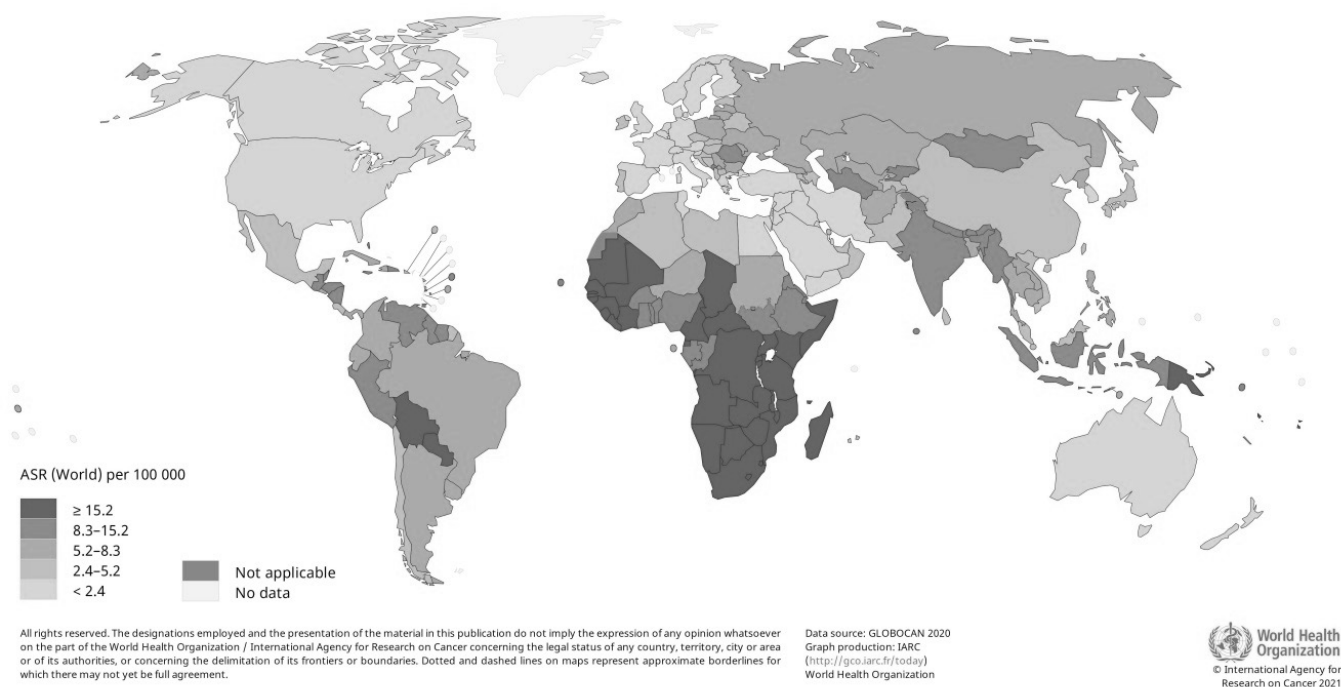 ASR (World) per 100 000
≥ 15.2
8.3–15.2
5.2–8.3
2.4–5.2
< 2.4
Not applicable
No data
All rights reserved. The designations employed and the presentation of the material in this publication do not imply the expression of any opinion whatsoever
on the part of the World Health Organization / International Agency for Research on Cancer concerning the legal status of any country, territory, city or area
or of its authorities, or concerning the delimitation of its frontiers or boundaries. Dotted and dashed lines on maps represent approximate borderlines for
which there may not yet be full agreement.
Data source: GLOBOCAN 2020
Graph production: IARC
(http://gco.iarc.fr/today)
World Health Organization
World Health
Organization
© International Agency for
Research on Cancer 2021